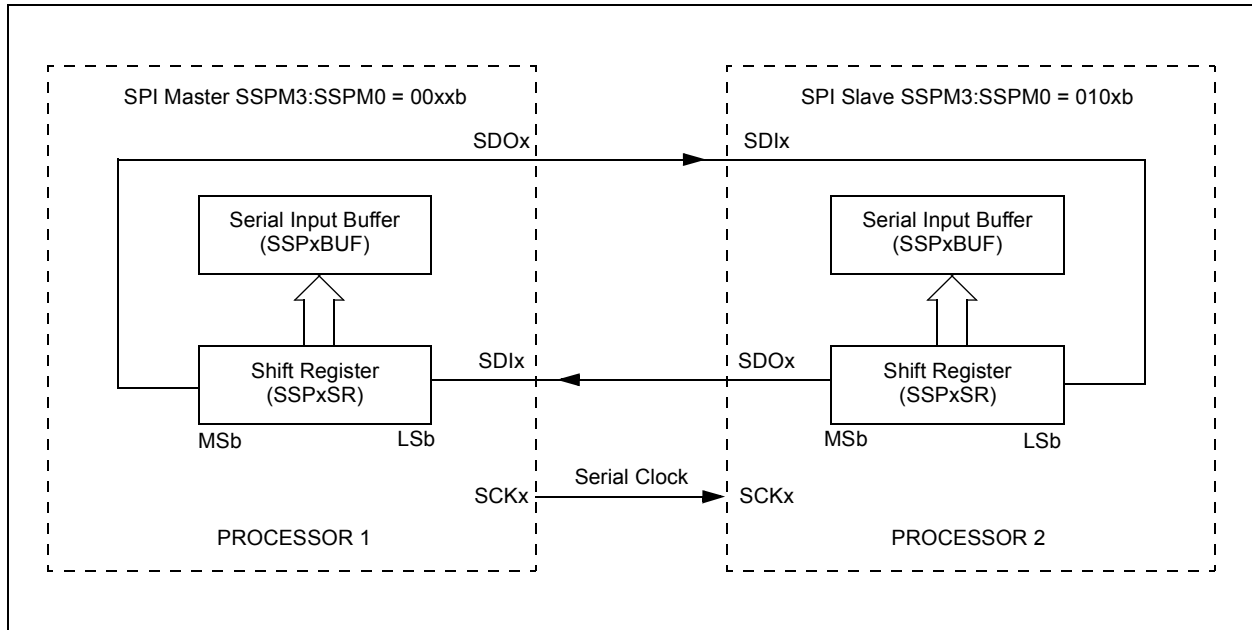 SPI Master SSPM3:SSPM0 = 00xxb
SDOx
Serial Input Buffer
(SSPxBUF)
Shift Register
(SSPxSR)
MSb
LSb
SDIx
SCKx
PROCESSOR 1
Serial Clock
SPI Slave SSPM3:SSPM0 = 010xb
SDIx
Serial Input Buffer
(SSPxBUF)
SDOx
Shift Register
(SSPxSR)
MSb
LSb
SCKx
PROCESSOR 2